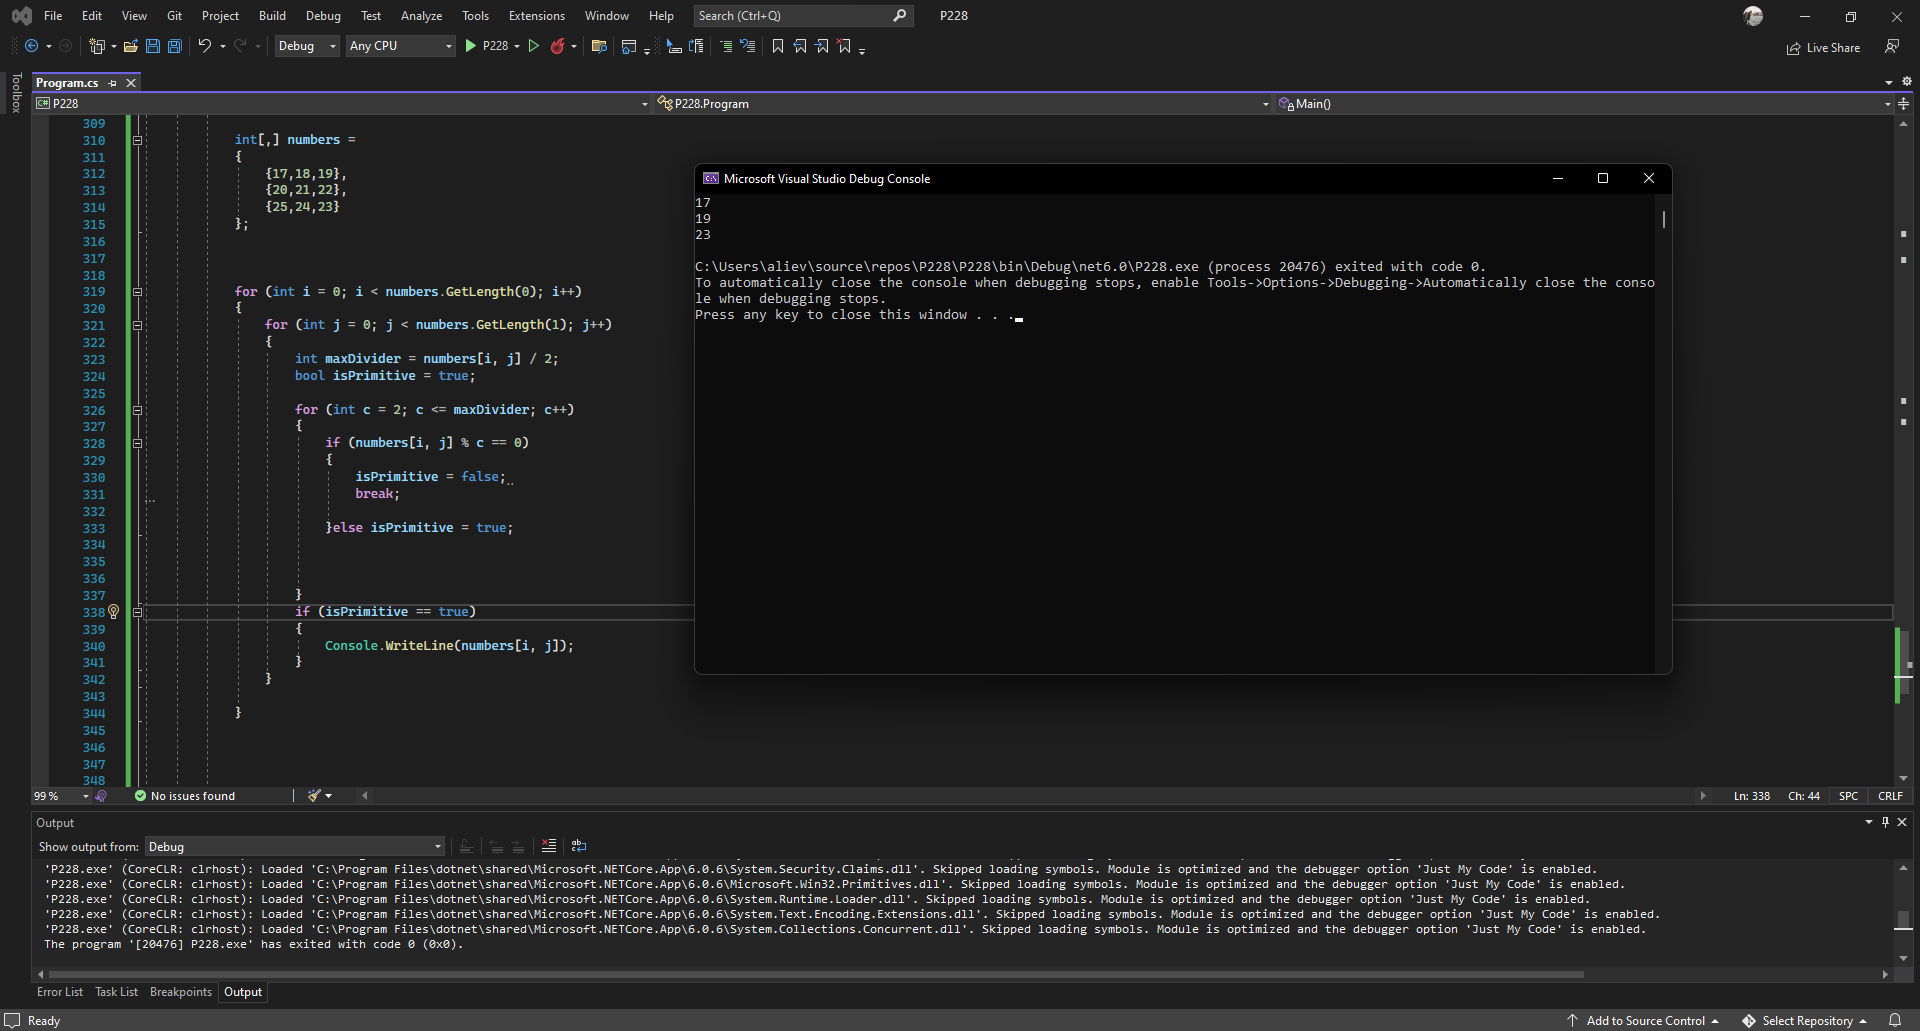 File Edit View Git Project Build Debug Test Analyze Tools Extensions Window Help Search (Ctrl+Q) P228
Debug Any CPU P228 Live Share
Toolbox
Program.cs
C# P228 P228.Program Main()
309
310 int[,] numbers =
311 {
312 {17,18,19},
313 {20,21,22},
314 {25,24,23}
315 };
316
317
318
319 for (int i = 0; i < numbers.GetLength(0); i++)
320 {
321 for (int j = 0; j < numbers.GetLength(1); j++)
322 {
323 int maxDivider = numbers[i, j] / 2;
324 bool isPrimitive = true;
325
326 for (int c = 2; c <= maxDivider; c++)
327 {
328 if (numbers[i, j] % c == 0)
329 {
330 isPrimitive = false;
331 break;
332
333 }else isPrimitive = true;
334
335
336
337 }
338 if (isPrimitive == true)
339 {
340 Console.WriteLine(numbers[i, j]);
341 }
342 }
343
344 }
345
346
347
348
Microsoft Visual Studio Debug Console
17
19
23
C:\Users\aliev\source\repos\P228\P228\bin\Debug\net6.0\P228.exe (process 20476) exited with code 0.
To automatically close the console when debugging stops, enable Tools->Options->Debugging->Automatically close the conso
le when debugging stops.
Press any key to close this window . . .
99 % No issues found Ln: 338 Ch: 44 SPC CRLF
Output
Show output from: Debug
'P228.exe' (CoreCLR: clrhost): Loaded 'C:\Program Files\dotnet\shared\Microsoft.NETCore.App\6.0.6\System.Security.Claims.dll'. Skipped loading symbols. Module is optimized and the debugger option 'Just My Code' is enabled.
'P228.exe' (CoreCLR: clrhost): Loaded 'C:\Program Files\dotnet\shared\Microsoft.NETCore.App\6.0.6\Microsoft.Win32.Primitives.dll'. Skipped loading symbols. Module is optimized and the debugger option 'Just My Code' is enabled.
'P228.exe' (CoreCLR: clrhost): Loaded 'C:\Program Files\dotnet\shared\Microsoft.NETCore.App\6.0.6\System.Runtime.Loader.dll'. Skipped loading symbols. Module is optimized and the debugger option 'Just My Code' is enabled.
'P228.exe' (CoreCLR: clrhost): Loaded 'C:\Program Files\dotnet\shared\Microsoft.NETCore.App\6.0.6\System.Text.Encoding.Extensions.dll'. Skipped loading symbols. Module is optimized and the debugger option 'Just My Code' is enabled.
'P228.exe' (CoreCLR: clrhost): Loaded 'C:\Program Files\dotnet\shared\Microsoft.NETCore.App\6.0.6\System.Collections.Concurrent.dll'. Skipped loading symbols. Module is optimized and the debugger option 'Just My Code' is enabled.
The program '[20476] P228.exe' has exited with code 0 (0x0).
Error List Task List Breakpoints Output
Ready Add to Source Control Select Repository